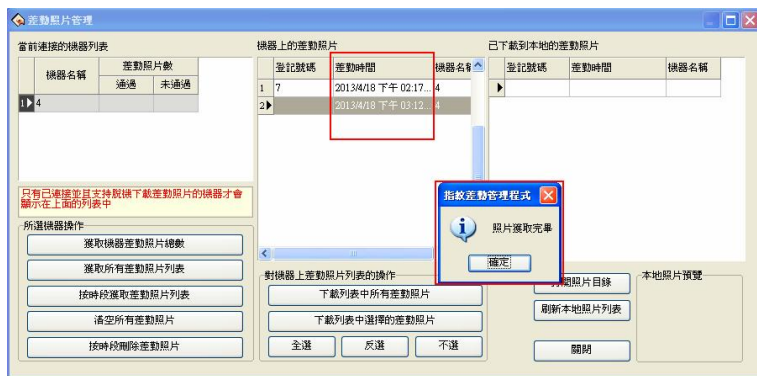 差勤照片管理
當前連接的機器列表
機器名稱
差勤照片數
通過
未通過
1
4
只有已連接並且支持脫機下載差勤照片的機器才會
顯示在上面的列表中
所選機器操作
獲取機器差勤照片總數
獲取所有差勤照片列表
按時段獲取差勤照片列表
清空所有差勤照片
按時段刪除差勤照片
機器上的差勤照片
登記號碼
差勤時間
機器名稱
1
7
2013/4/18 下午 02:17...
4
2
2013/4/18 下午 03:12...
4
對機器上差勤照片列表的操作
下載列表中所有差勤照片
下載列表中選擇的差勤照片
全選
反選
不選
已下載到本地的差勤照片
登記號碼
差勤時間
機器名稱
指紋差勤管理程式
照片獲取完畢
確定
照片目錄
刷新本地照片列表
關閉
本地照片預覽